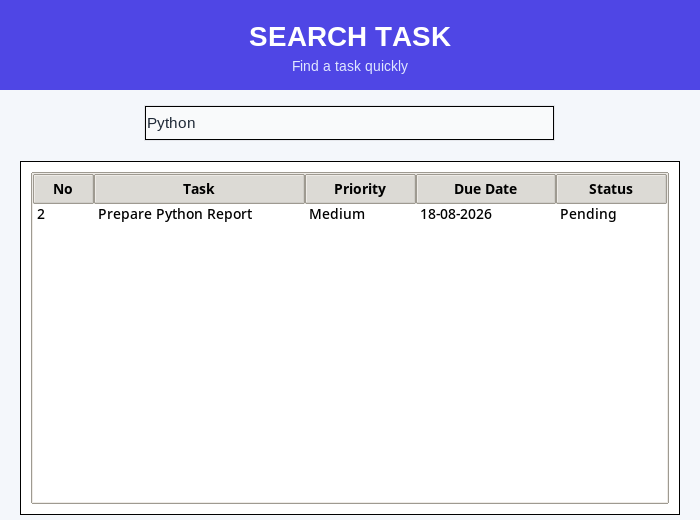 SEARCH TASK
Find a task quickly
Python
No Task Priority Due Date Status
2 Prepare Python Report Medium 18-08-2026 Pending